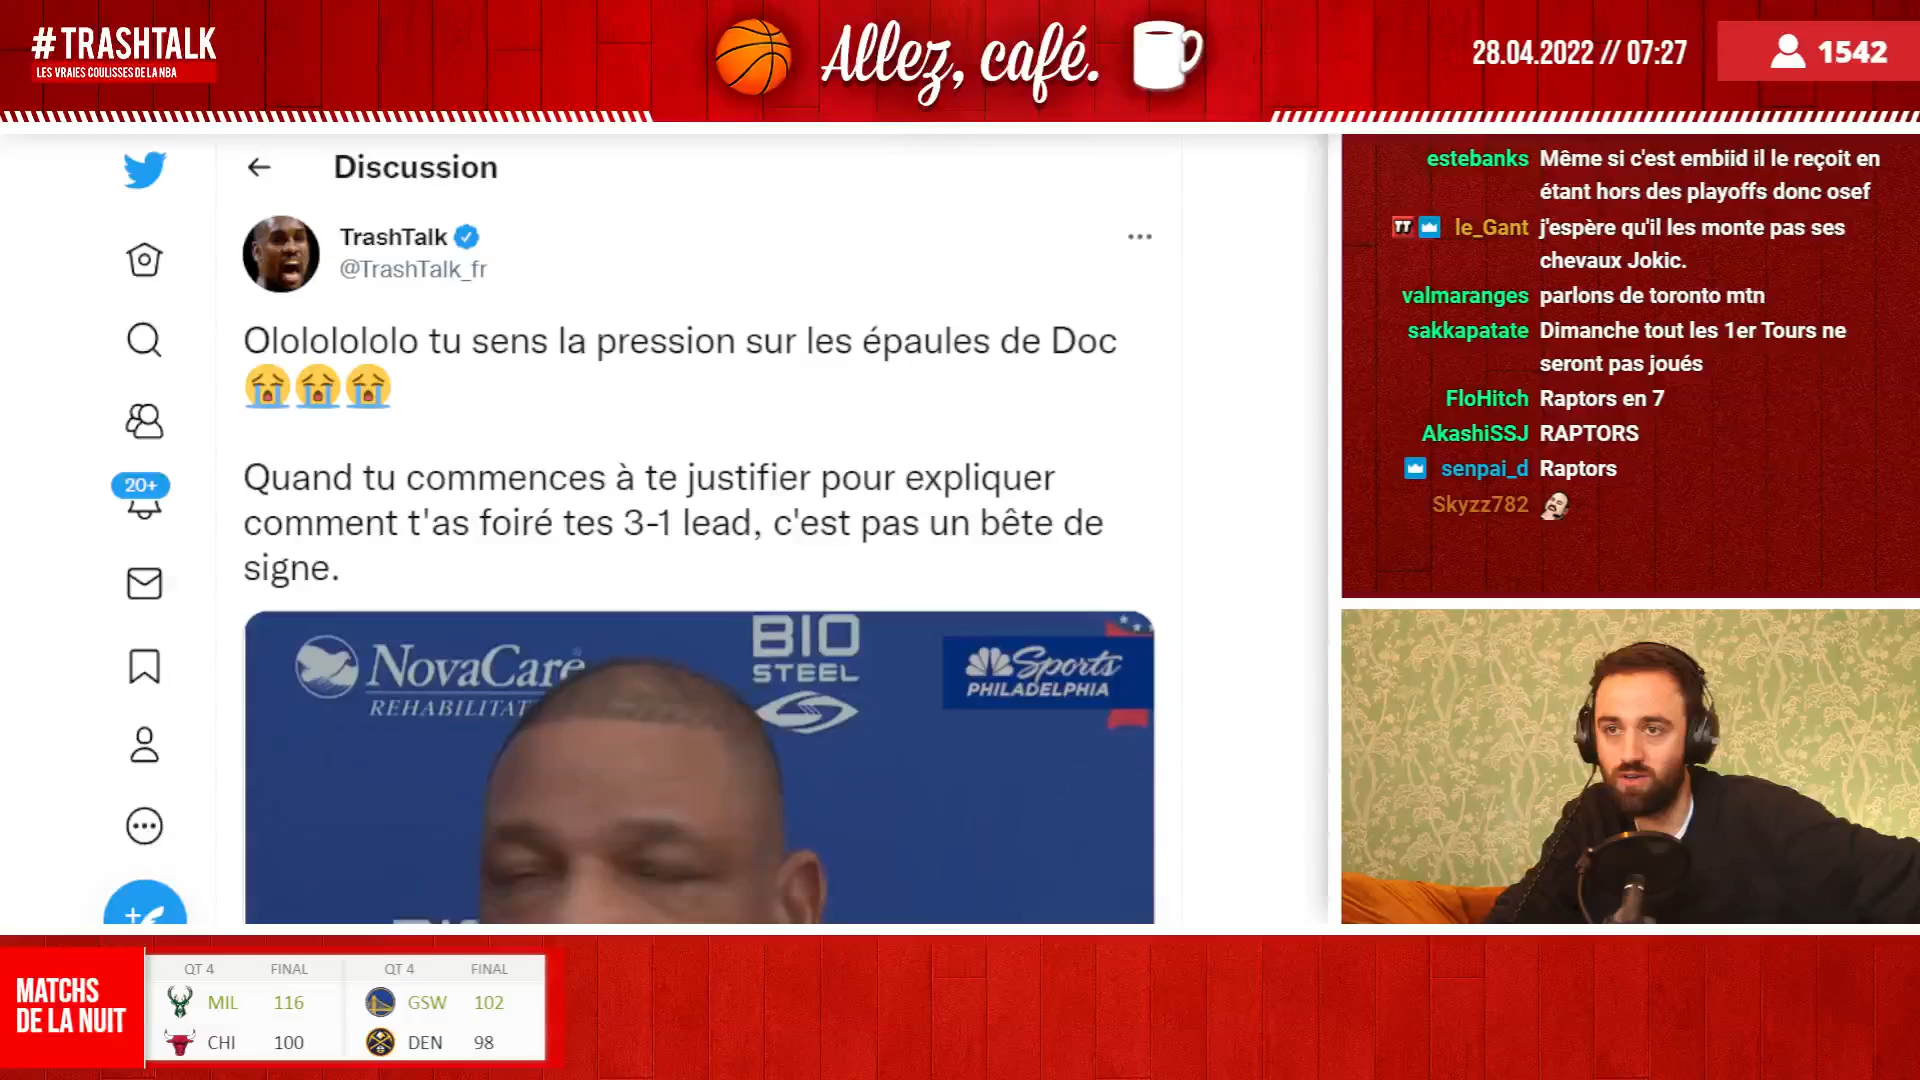 #TRASHTALK
LES VRAIES COULISSES DE LA NBA
Allez, café.
28.04.2022 // 07:27
1542
Discussion
TrashTalk
@TrashTalk_fr
Olololololo tu sens la pression sur les épaules de Doc
😭😭😭
Quand tu commences à te justifier pour expliquer
comment t'as foiré tes 3-1 lead, c'est pas un bête de
signe.
20+
NovaCare
REHABILITAT
BIO
STEEL
Sports
PHILADELPHIA
estebanks Même si c'est embiid il le reçoit en
étant hors des playoffs donc osef
TT le_Gant j'espère qu'il les monte pas ses
chevaux Jokic.
valmaranges parlons de toronto mtn
sakkapatate Dimanche tout les 1er Tours ne
seront pas joués
FloHitch Raptors en 7
AkashiSSJ RAPTORS
senpai_d Raptors
Skyzz782
MATCHS
DE LA NUIT
QT 4 FINAL
MIL 116
CHI 100
QT 4 FINAL
GSW 102
DEN 98